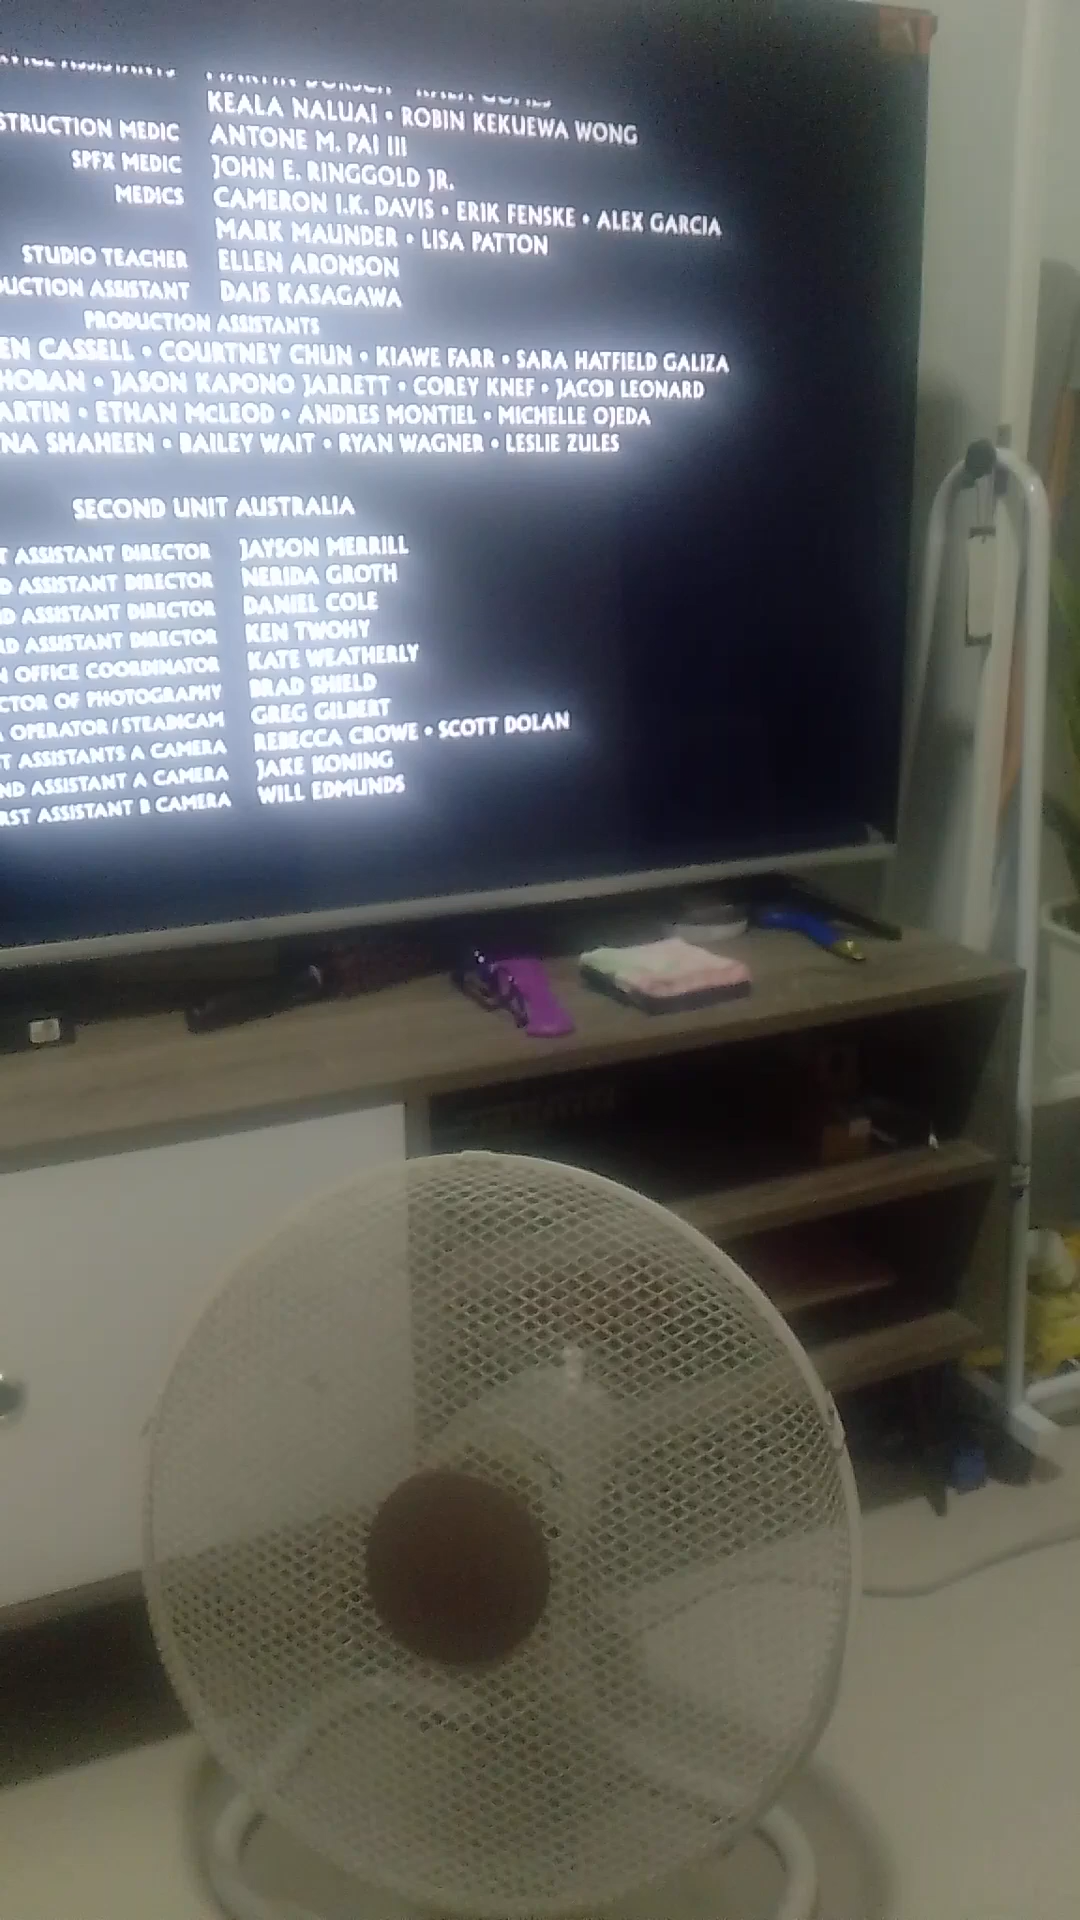 KEALA NALUAI • ROBIN KEKUEWA WONG
STRUCTION MEDIC ANTONE M. PAI III
SPFX MEDIC JOHN E. RINGGOLD JR.
MEDICS CAMERON I.K. DAVIS • ERIK FENSKE • ALEX GARCIA
MARK MAUNDER • LISA PATTON
STUDIO TEACHER ELLEN ARONSON
DUCTION ASSISTANT DAIS KASAGAWA
PRODUCTION ASSISTANTS
EN CASSELL • COURTNEY CHUN • KIAWE FARR • SARA HATFIELD GALIZA
HORAN • JASON KAPONO JARRETT • COREY KNEF • JACOB LEONARD
ARTIN • ETHAN McLEOD • ANDRES MONTIEL • MICHELLE OJEDA
NA SHAHEEN • BAILEY WAIT • RYAN WAGNER • LESLIE ZULES
SECOND UNIT AUSTRALIA
T ASSISTANT DIRECTOR JAYSON MERRILL
D ASSISTANT DIRECTOR NERIDA GROTH
D ASSISTANT DIRECTOR DANIEL COLE
RD ASSISTANT DIRECTOR KEN TWOHY
N OFFICE COORDINATOR KATE WEATHERLY
CTOR OF PHOTOGRAPHY BRAD SHIELD
A OPERATOR / STEADICAM GREG GILBERT
T ASSISTANTS A CAMERA REBECCA CROWE • SCOTT DOLAN
ND ASSISTANT A CAMERA JAKE KONING
RST ASSISTANT B CAMERA WILL EDMUNDS